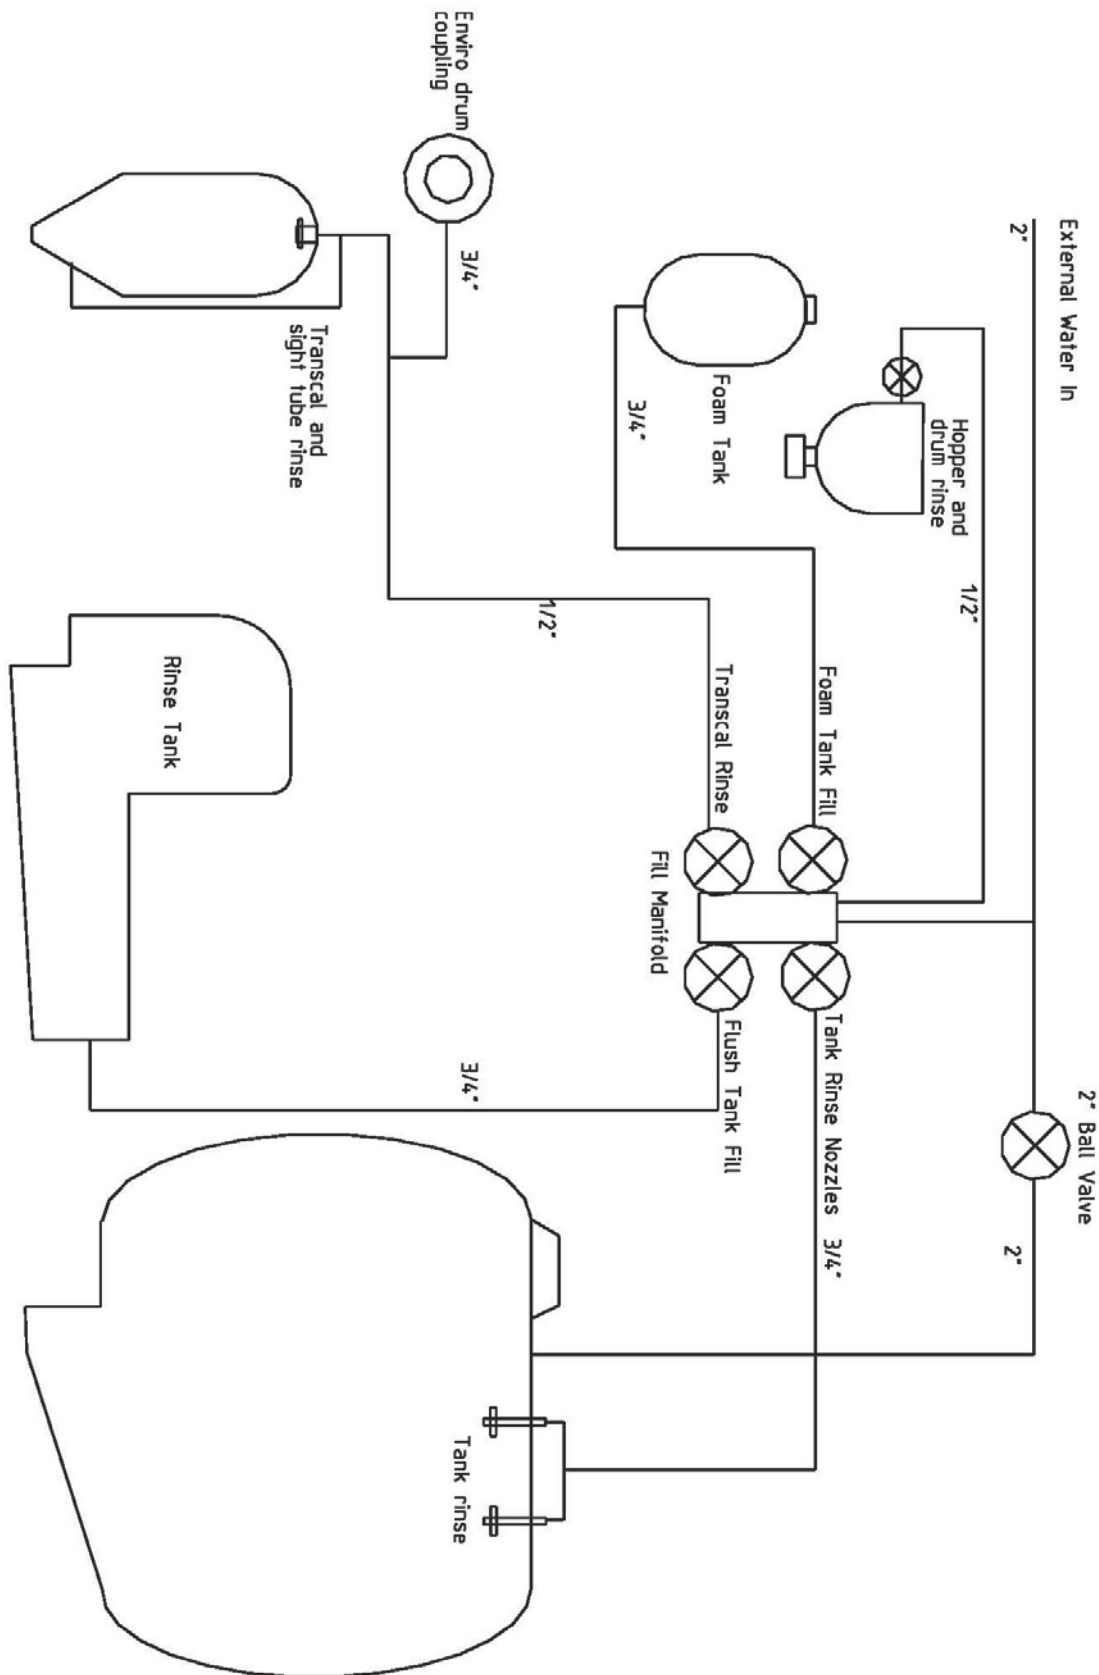 External Water In
2"
2" Ball Valve
2"
Hopper and
drum rinse
1/2"
Foam Tank
3/4"
Foam Tank Fill
Tank Rinse Nozzles 3/4"
Enviro drum
coupling
3/4"
1/2"
Transcal Rinse
Fill Manifold
Flush Tank Fill
3/4"
Transcal and
sight tube rinse
Rinse Tank
Tank rinse